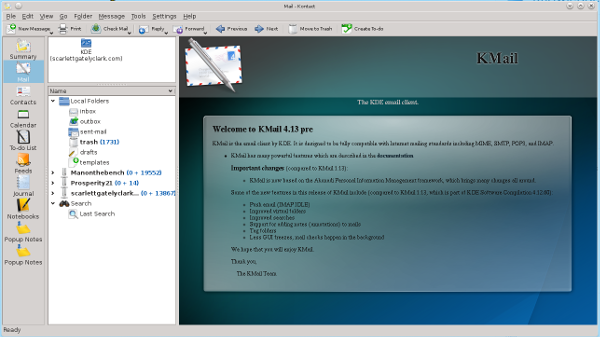 Mail - Kontact
File Edit View Go Folder Message Tools Settings Help
New Message Print Check Mail Reply Forward Previous Next Move to Trash Create To-do
Summary
Mail
Contacts
Calendar
To-do List
Feeds
Journal
Notebooks
Popup Notes
Popup Notes
KDE
(scarlettgatelyclark.com)
Name
Local Folders
inbox
outbox
sent-mail
trash (1731)
drafts
templates
Manonthebench (0 + 19552)
Prosperity21 (0 + 14)
scarlettgatelyclark... (0 + 13867)
Search
Last Search
KMail
The KDE email client.
Welcome to KMail 4.13 pre
KMail is the email client by KDE. It is designed to be fully compatible with Internet mailing standards including MIME, SMTP, POP3, and IMAP.
• KMail has many powerful features which are described in the documentation
Important changes (compared to KMail 1.13):
• KMail is now based on the Akonadi Personal Information Management framework, which brings many changes all around.
Some of the new features in this release of KMail include (compared to KMail 1.13, which is part of KDE Software Compilation 4.12.95):
• Push email (IMAP IDLE)
• Improved virtual folders
• Improved searches
• Support for adding notes (annotations) to mails
• Tag folders
• Less GUI freezes, mail checks happen in the background
We hope that you will enjoy KMail.
Thank you,
The KMail Team
Ready